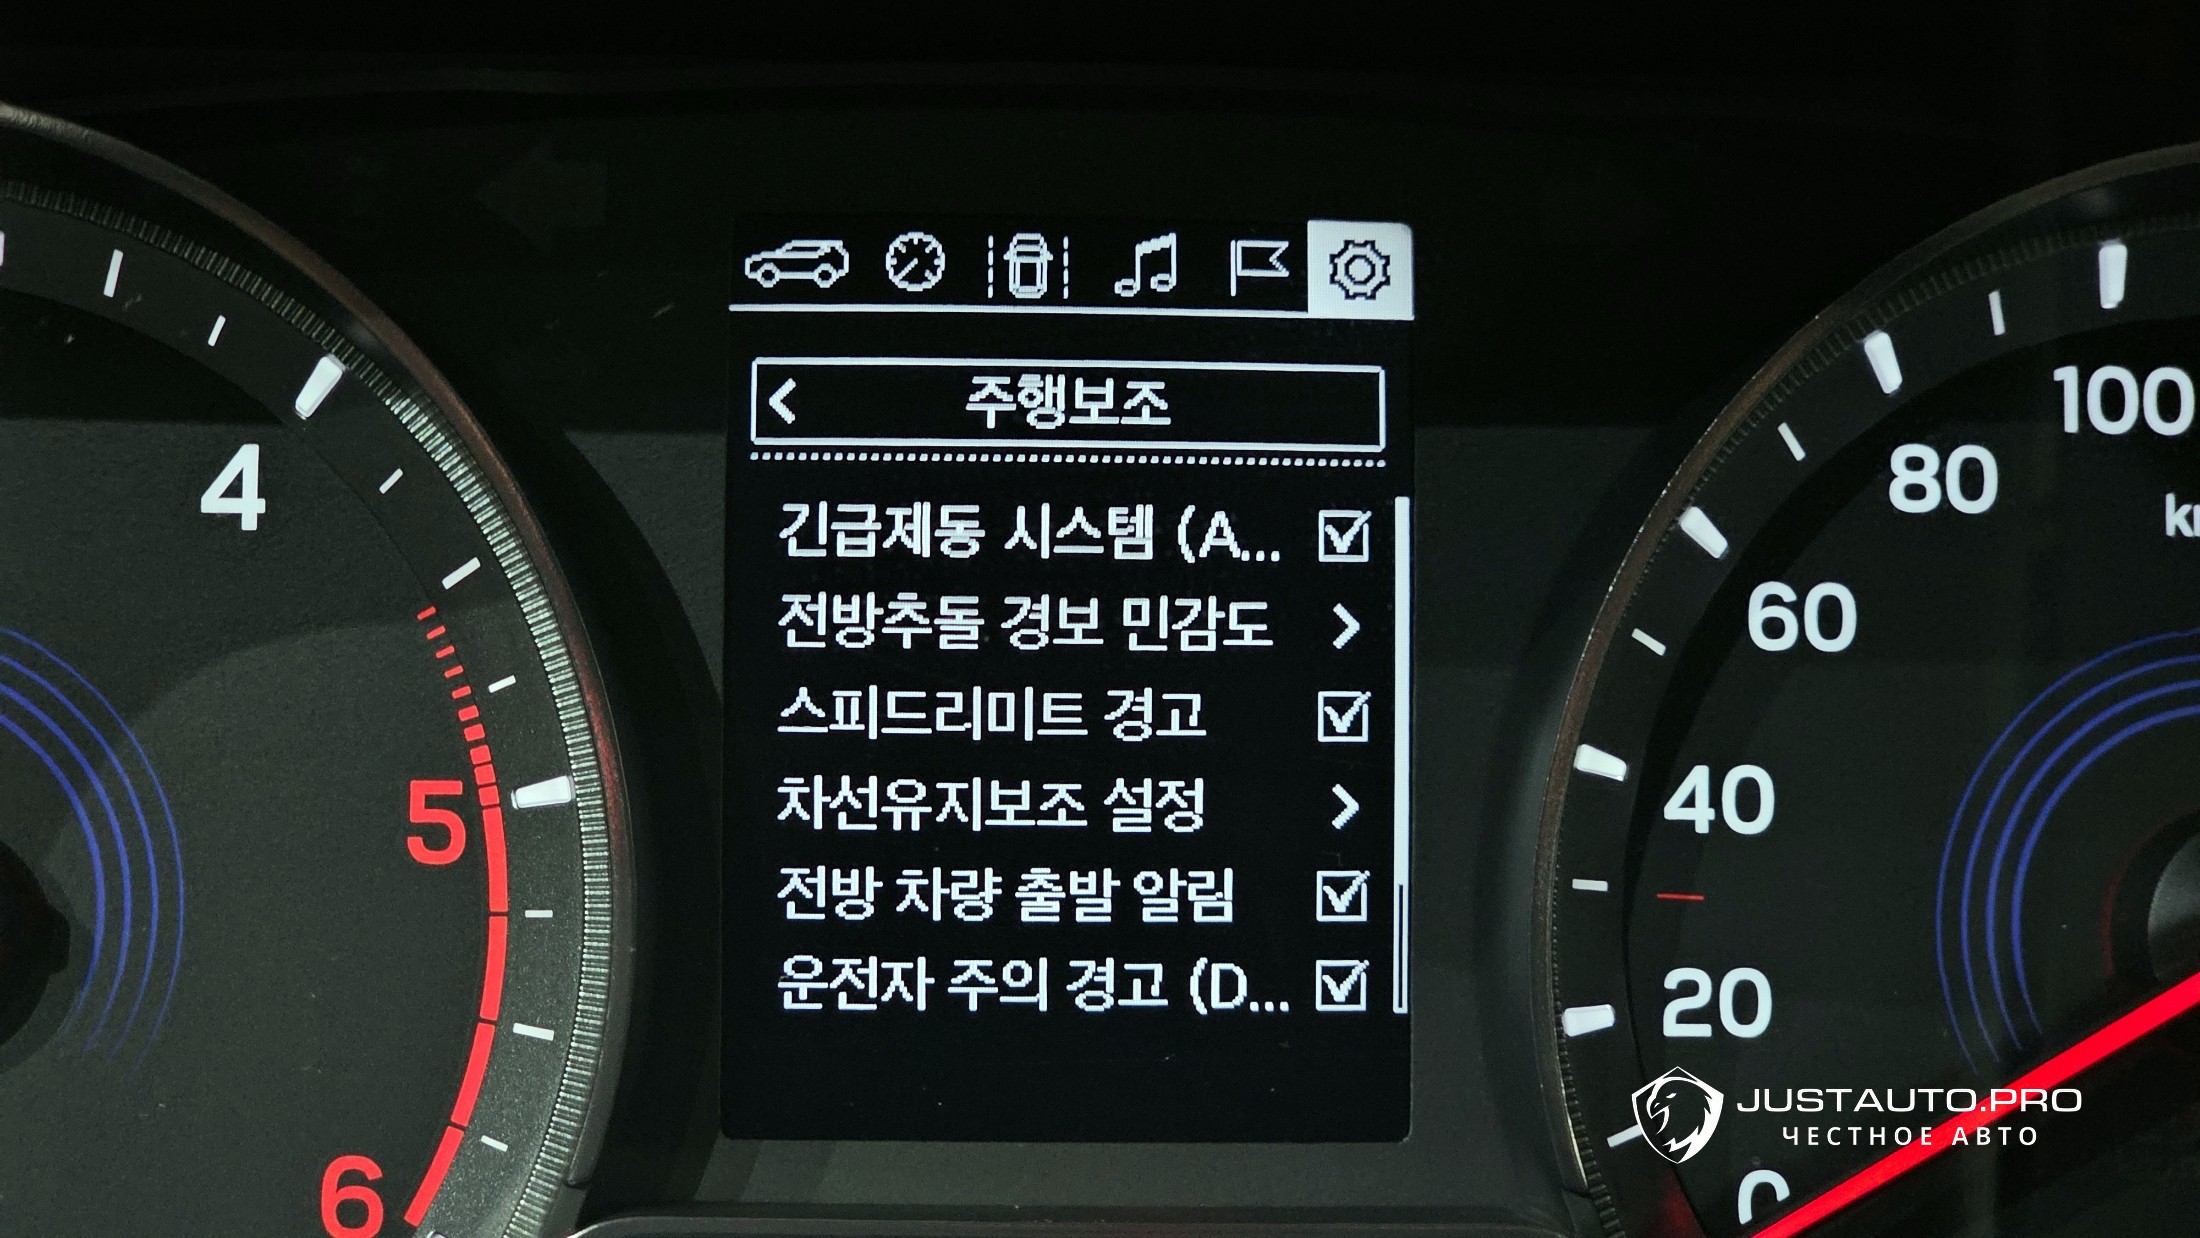 주행보조
긴급제동 시스템 (A...
전방추돌 경보 민감도
스피드리미트 경고
차선유지보조 설정
전방 차량 출발 알림
운전자 주의 경고 (D...
4
5
6
100
80
60
40
20
0
JUSTAUTO.PRO
ЧЕСТНОЕ АВТО